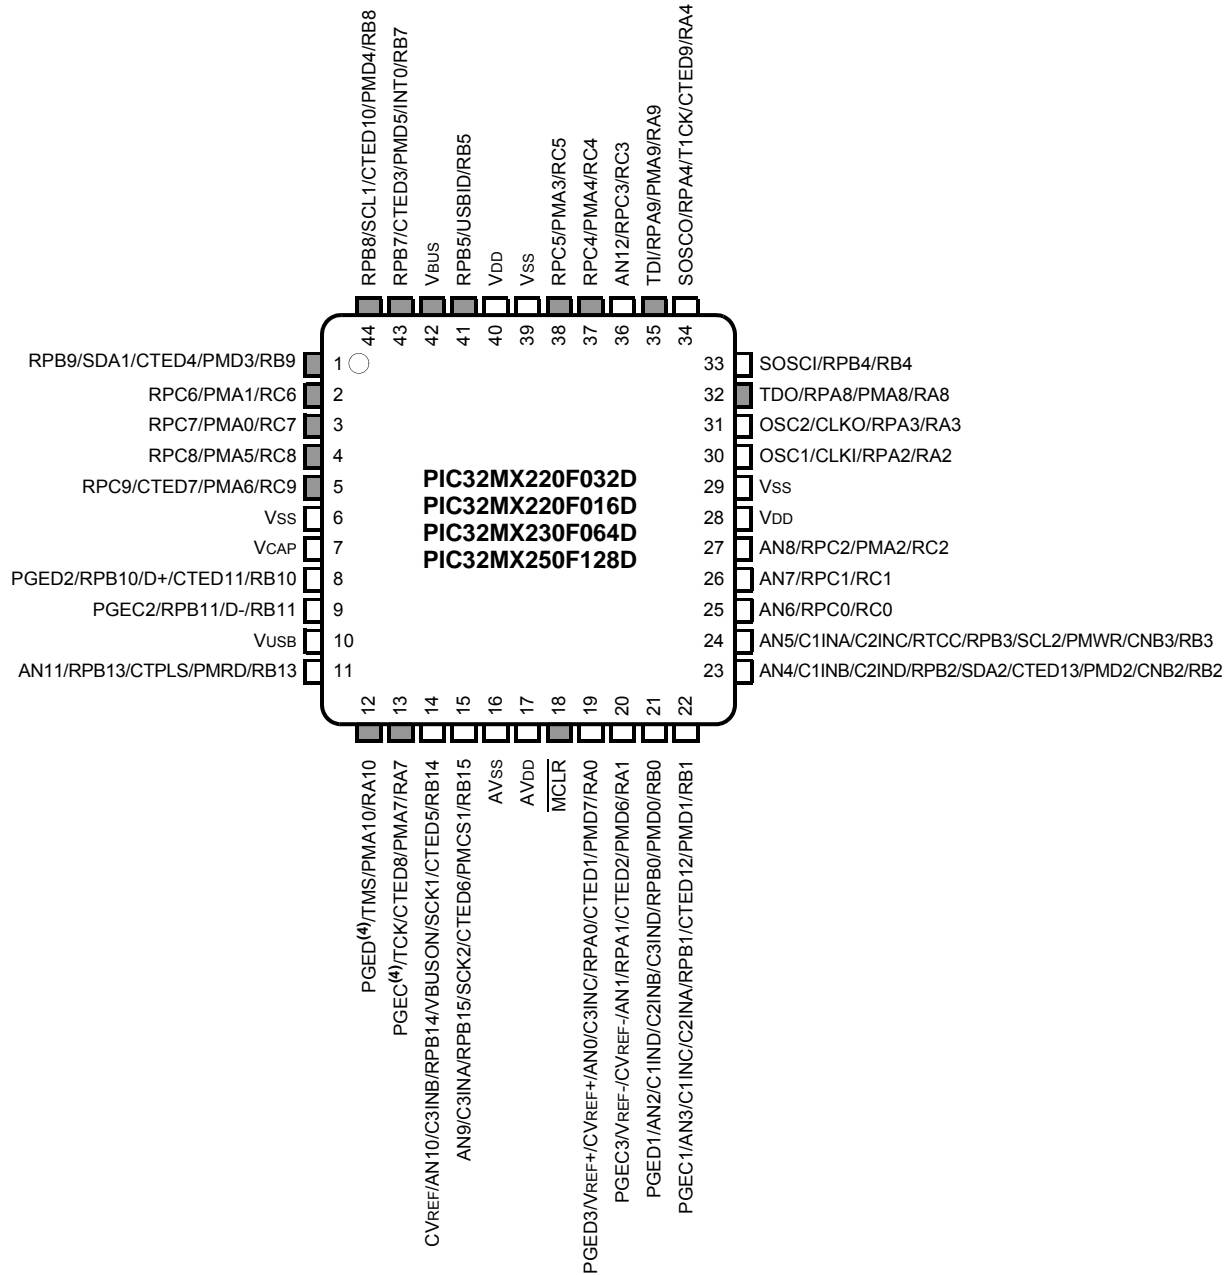 RPB8/SCL1/CTED10/PMD4/RB8
RPB7/CTED3/PMD5/INT0/RB7
VBUS
RPB5/USBID/RB5
VDD
VSS
RPC5/PMA3/RC5
RPC4/PMA4/RC4
AN12/RPC3/RC3
TDI/RPA9/PMA9/RA9
SOSCO/RPA4/T1CK/CTED9/RA4
44
43
42
41
40
39
38
37
36
35
34
RPB9/SDA1/CTED4/PMD3/RB9 1
RPC6/PMA1/RC6 2
RPC7/PMA0/RC7 3
RPC8/PMA5/RC8 4
RPC9/CTED7/PMA6/RC9 5
VSS 6
VCAP 7
PGED2/RPB10/D+/CTED11/RB10 8
PGEC2/RPB11/D-/RB11 9
VUSB 10
AN11/RPB13/CTPLS/PMRD/RB13 11
PIC32MX220F032D
PIC32MX220F016D
PIC32MX230F064D
PIC32MX250F128D
33 SOSCI/RPB4/RB4
32 TDO/RPA8/PMA8/RA8
31 OSC2/CLKO/RPA3/RA3
30 OSC1/CLKI/RPA2/RA2
29 VSS
28 VDD
27 AN8/RPC2/PMA2/RC2
26 AN7/RPC1/RC1
25 AN6/RPC0/RC0
24 AN5/C1INA/C2INC/RTCC/RPB3/SCL2/PMWR/CNB3/RB3
23 AN4/C1INB/C2IND/RPB2/SDA2/CTED13/PMD2/CNB2/RB2
12
13
14
15
16
17
18
19
20
21
22
PGED(4)/TMS/PMA10/RA10
PGEC(4)/TCK/CTED8/PMA7/RA7
CVREF/AN10/C3INB/RPB14/VBUSON/SCK1/CTED5/RB14
AN9/C3INA/RPB15/SCK2/CTED6/PMCS1/RB15
AVSS
AVDD
MCLR
PGED3/VREF+/CVREF+/AN0/C3INC/RPA0/CTED1/PMD7/RA0
PGEC3/VREF-/CVREF-/AN1/RPA1/CTED2/PMD6/RA1
PGED1/AN2/C1IND/C2INB/C3IND/RPB0/PMD0/RB0
PGEC1/AN3/C1INC/C2INA/RPB1/CTED12/PMD1/RB1